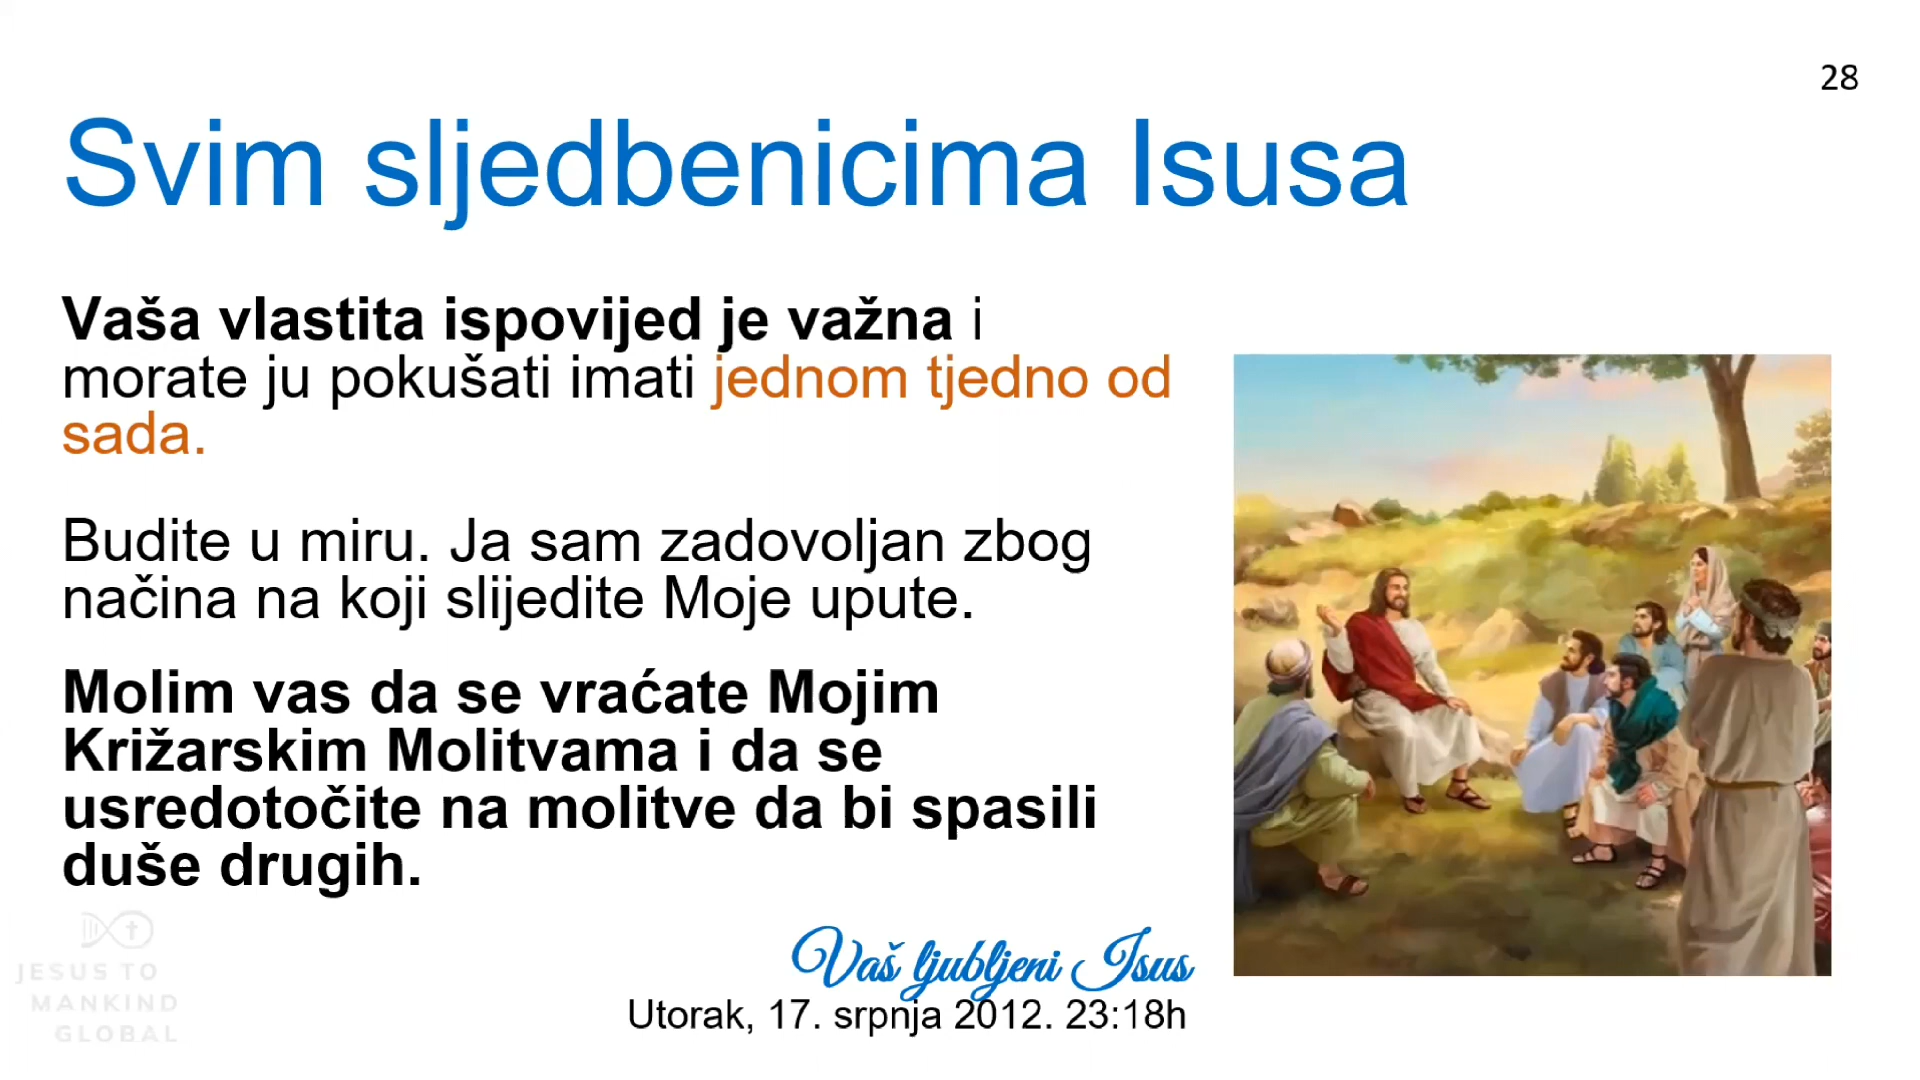 28
Svim sljedbenicima Isusa
Vaša vlastita ispovijed je važna i
morate ju pokušati imati jednom tjedno od
sada.
Budite u miru. Ja sam zadovoljan zbog
načina na koji slijedite Moje upute.
Molim vas da se vraćate Mojim
Križarskim Molitvama i da se
usredotočite na molitve da bi spasili
duše drugih.
Vaš ljubljeni Isus
Utorak, 17. srpnja 2012. 23:18h
JESUS TO
MANKIND
GLOBAL